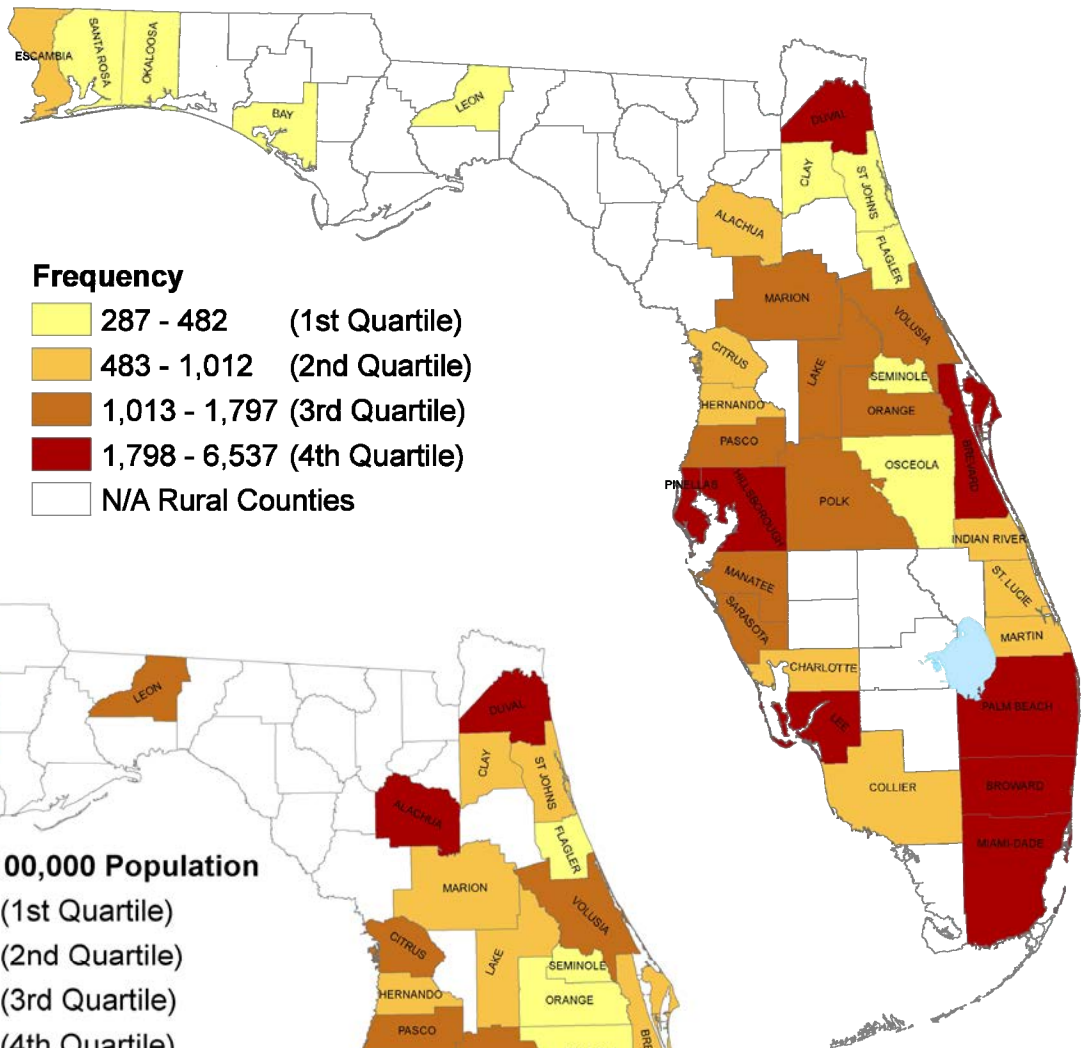 ESCAMBIA
SANTA ROSA
OKALOOSA
BAY
LEON
DUVAL
CLAY
ST JOHNS
ALACHUA
FLAGLER
MARION
VOLUSIA
CITRUS
LAKE
SEMINOLE
HERNANDO
ORANGE
PASCO
OSCEOLA
BREVARD
PINELLAS
HILLSBOROUGH
POLK
INDIAN RIVER
MANATEE
ST. LUCIE
SARASOTA
MARTIN
CHARLOTTE
PALM BEACH
LEE
COLLIER
BROWARD
MIAMI-DADE
Frequency
287 - 482 (1st Quartile)
483 - 1,012 (2nd Quartile)
1,013 - 1,797 (3rd Quartile)
1,798 - 6,537 (4th Quartile)
N/A Rural Counties
LEON
DUVAL
CLAY
ST JOHNS
ALACHUA
FLAGLER
MARION
VOLUSIA
CITRUS
LAKE
SEMINOLE
HERNANDO
ORANGE
PASCO
BRE
00,000 Population
(1st Quartile)
(2nd Quartile)
(3rd Quartile)
(4th Quartile)